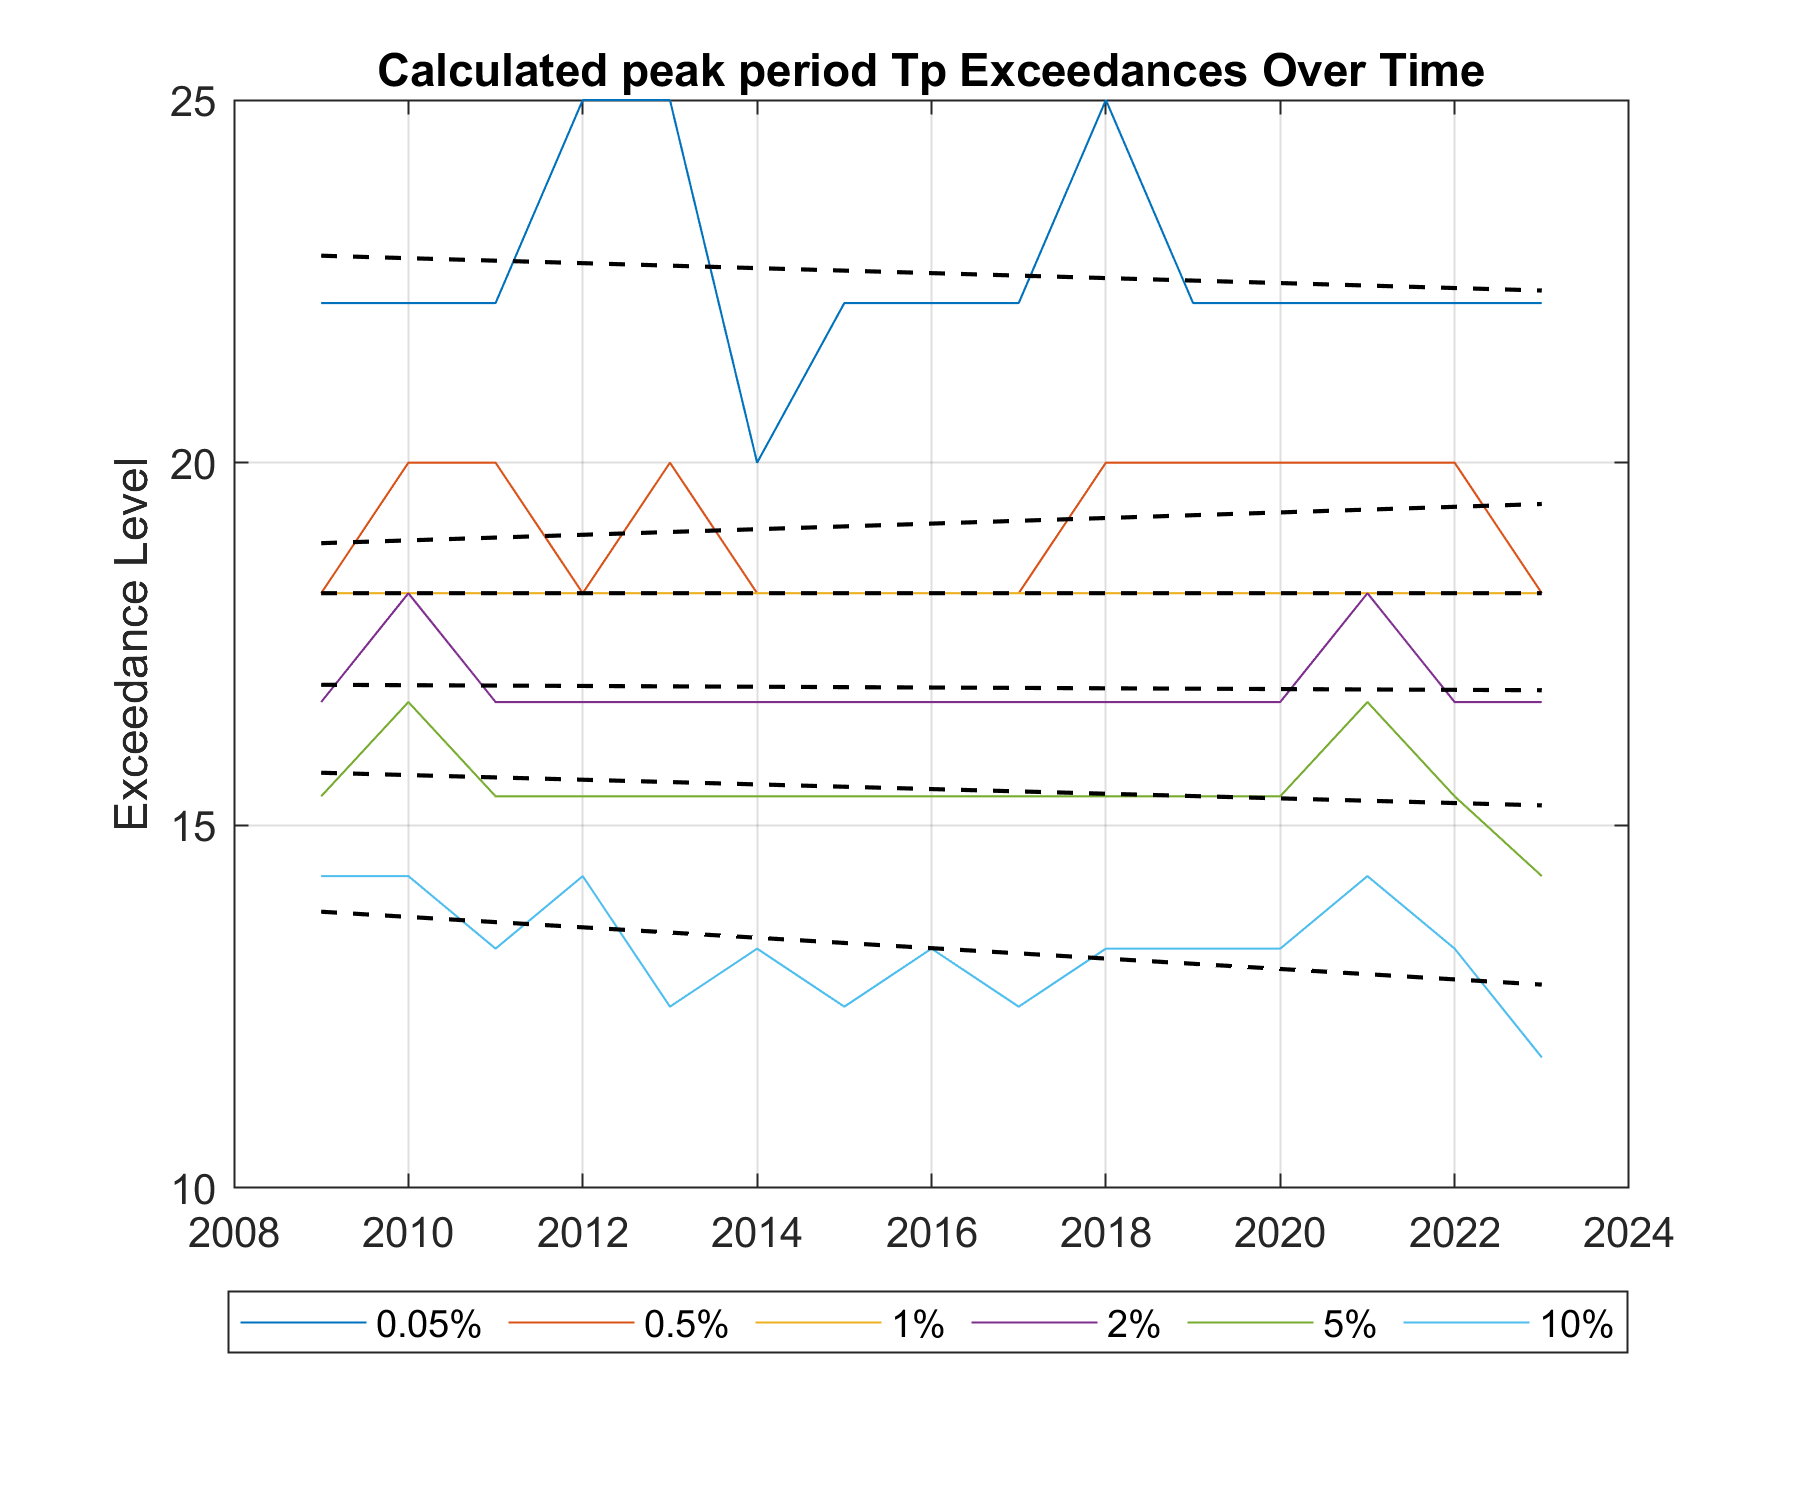 Calculated peak period Tp Exceedances Over Time
25
20
15
10
Exceedance Level
2008 2010 2012 2014 2016 2018 2020 2022 2024
0.05% 0.5% 1% 2% 5% 10%